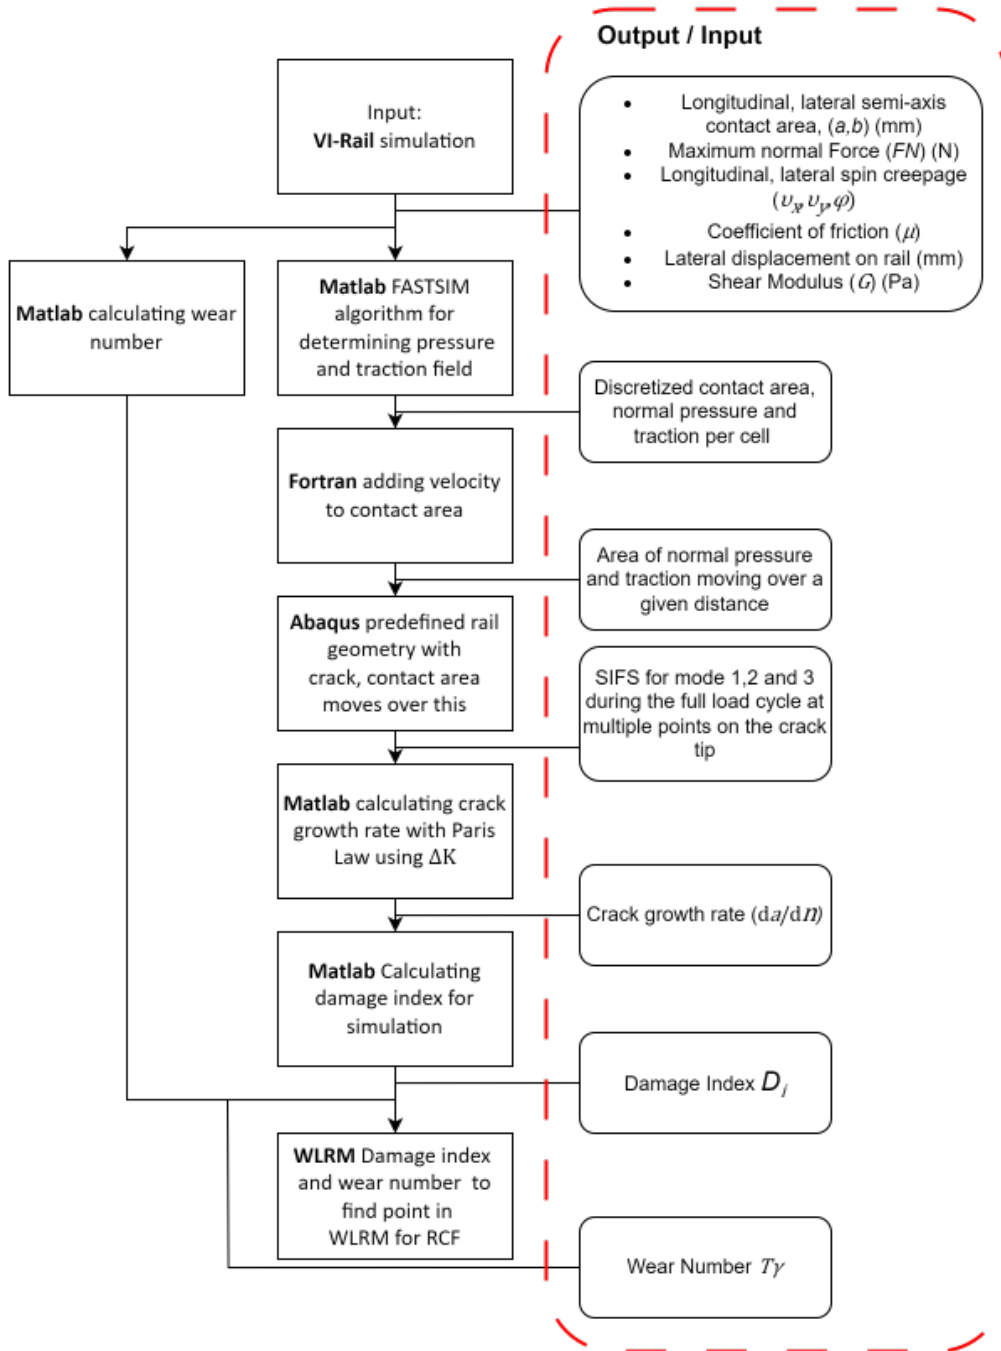 Output / Input
Input:
VI-Rail simulation
• Longitudinal, lateral semi-axis
contact area, (a,b) (mm)
• Maximum normal Force (FN) (N)
• Longitudinal, lateral spin creepage
(υx, υy, φ)
• Coefficient of friction (μ)
• Lateral displacement on rail (mm)
• Shear Modulus (G) (Pa)
Matlab calculating wear
number
Matlab FASTSIM
algorithm for
determining pressure
and traction field
Discretized contact area,
normal pressure and
traction per cell
Fortran adding velocity
to contact area
Area of normal pressure
and traction moving over a
given distance
Abaqus predefined rail
geometry with
crack, contact area
moves over this
SIFS for mode 1,2 and 3
during the full load cycle at
multiple points on the crack
tip
Matlab calculating crack
growth rate with Paris
Law using ΔK
Crack growth rate (da/dn)
Matlab Calculating
damage index for
simulation
Damage Index Di
WLRM Damage index
and wear number to
find point in
WLRM for RCF
Wear Number Tγ